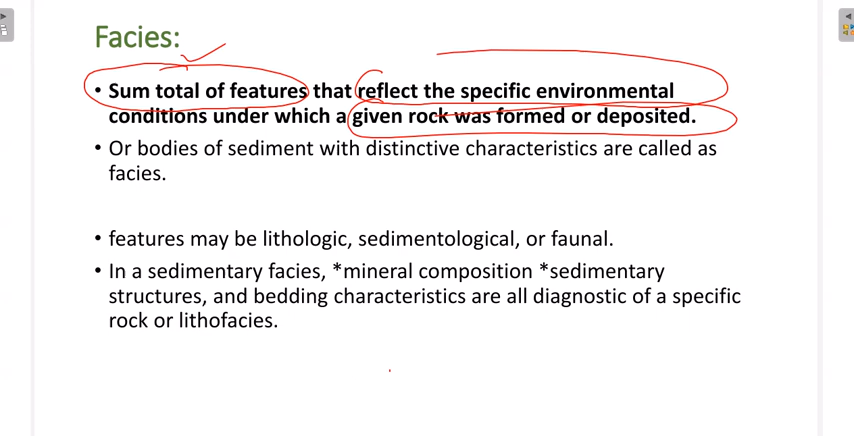 Facies:
• Sum total of features that reflect the specific environmental
conditions under which a given rock was formed or deposited.
• Or bodies of sediment with distinctive characteristics are called as
facies.
• features may be lithologic, sedimentological, or faunal.
• In a sedimentary facies, *mineral composition *sedimentary
structures, and bedding characteristics are all diagnostic of a specific
rock or lithofacies.